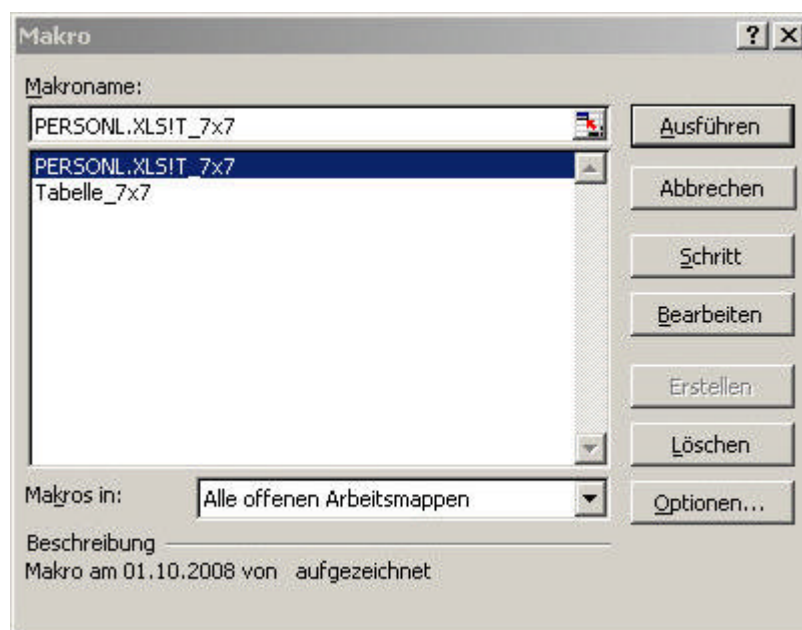 Makro
Makroname:
PERSONL.XLS!T_7x7
PERSONL.XLS!T_7x7
Tabelle_7x7
Ausführen
Abbrechen
Schritt
Bearbeiten
Erstellen
Löschen
Optionen...
Makros in:
Alle offenen Arbeitsmappen
Beschreibung
Makro am 01.10.2008 von aufgezeichnet